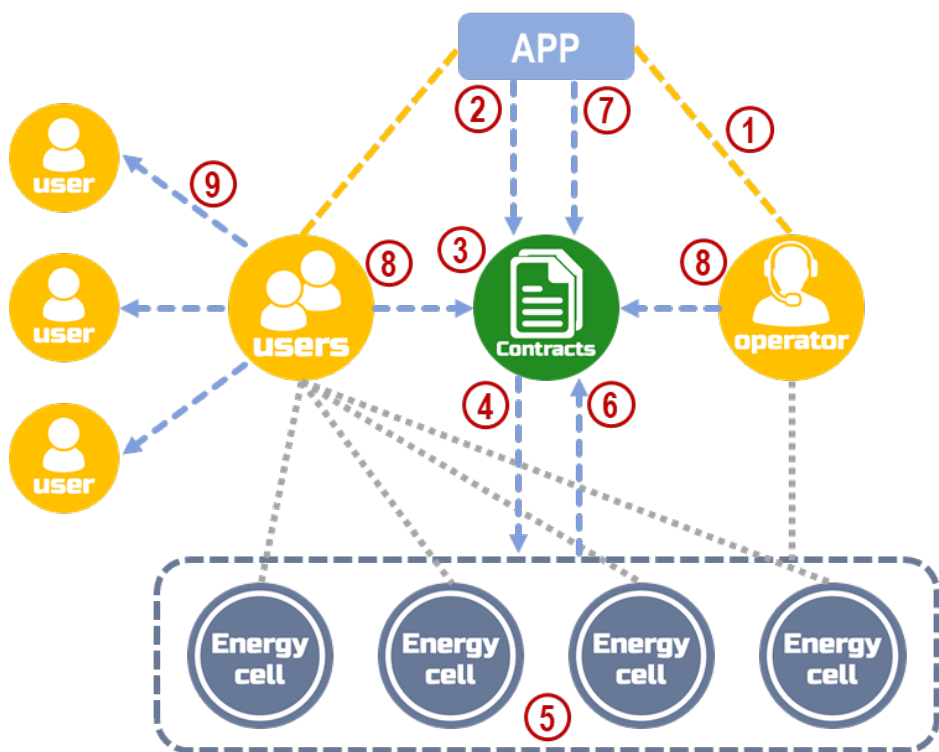 APP
2
7
1
user
9
3
8
8
users
Contracts
operator
user
4
6
user
Energy
cell
Energy
cell
Energy
cell
Energy
cell
5